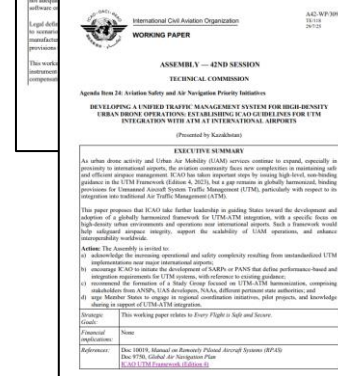 software o
Legal defin
to scenario
manufactu
provisions
This works
instrument
compensat
A42-WP/309
TE/116
29/7/25
International Civil Aviation Organization
WORKING PAPER
ASSEMBLY — 42ND SESSION
TECHNICAL COMMISSION
Agenda Item 24: Aviation Safety and Air Navigation Priority Initiatives
DEVELOPING A UNIFIED TRAFFIC MANAGEMENT SYSTEM FOR HIGH-DENSITY
URBAN DRONE OPERATIONS: ESTABLISHING ICAO GUIDELINES FOR UTM
INTEGRATION WITH ATM AT INTERNATIONAL AIRPORTS
(Presented by Kazakhstan)
EXECUTIVE SUMMARY
As urban drone activity and Urban Air Mobility (UAM) services continue to expand, especially in
proximity to international airports, the aviation community faces new complexities in maintaining safe
and efficient airspace management. ICAO has taken important steps by issuing high-level, non-binding
guidance in the UTM Framework (Edition 4, 2023), but a gap remains in globally harmonized, binding
provisions for Unmanned Aircraft System Traffic Management (UTM), particularly with respect to its
integration into traditional Air Traffic Management (ATM).
This paper proposes that ICAO take further leadership in guiding States toward the development and
adoption of a globally harmonized framework for UTM-ATM integration, with a specific focus on
high-density urban environments and operations near international airports. Such a framework would
help safeguard airspace integrity, support the scalability of UAM operations, and enhance
interoperability worldwide.
Action: The Assembly is invited to:
a) acknowledge the increasing operational and safety complexity resulting from unstandardized UTM
implementations near major international airports;
b) encourage ICAO to initiate the development of SARPs or PANS that define performance-based and
integration requirements for UTM systems, with reference to existing guidance;
c) recommend the formation of a Study Group focused on UTM-ATM harmonization, comprising
stakeholders from ANSPs, UAS developers, NAAs, different pertinent state authorities; and
d) urge Member States to engage in regional coordination initiatives, pilot projects, and knowledge
sharing in support of UTM-ATM integration.
Strategic Goals: This working paper relates to Every Flight is Safe and Secure.
Financial implications: None
References: Doc 10019, Manual on Remotely Piloted Aircraft Systems (RPAS)
Doc 9750, Global Air Navigation Plan
ICAO UTM Framework (Edition 4)